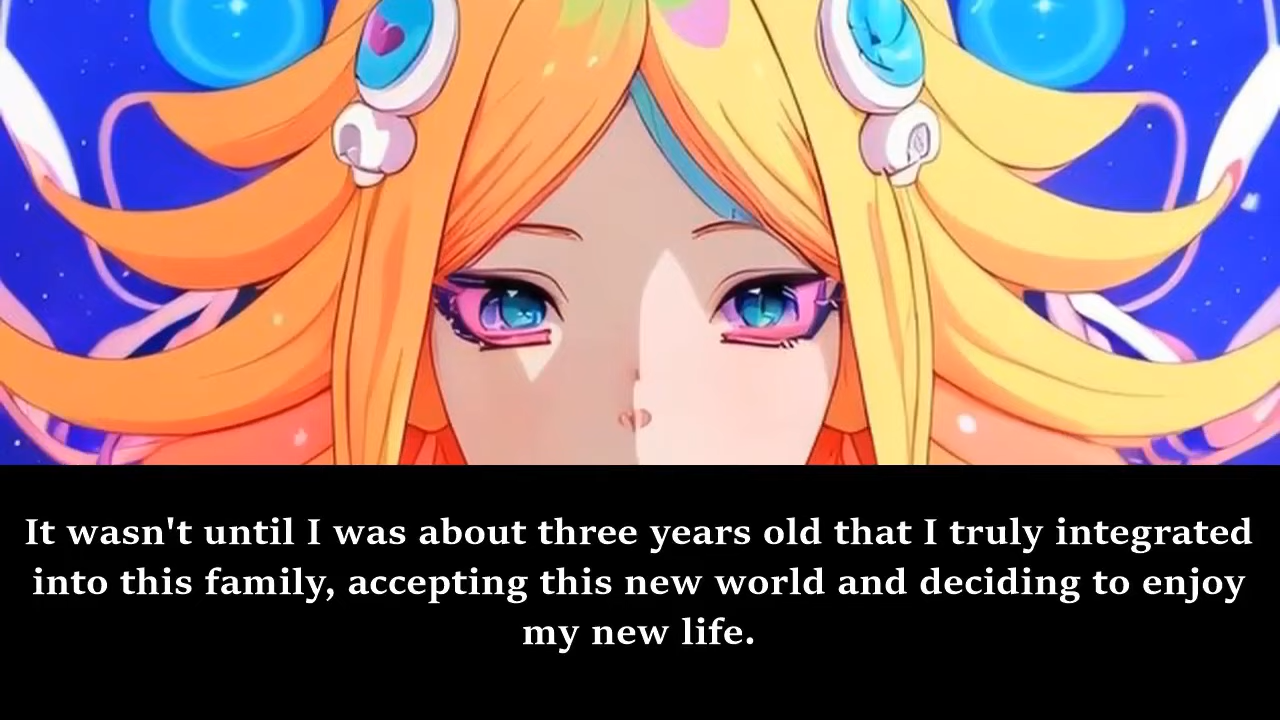 It wasn't until I was about three years old that I truly integrated
into this family, accepting this new world and deciding to enjoy
my new life.